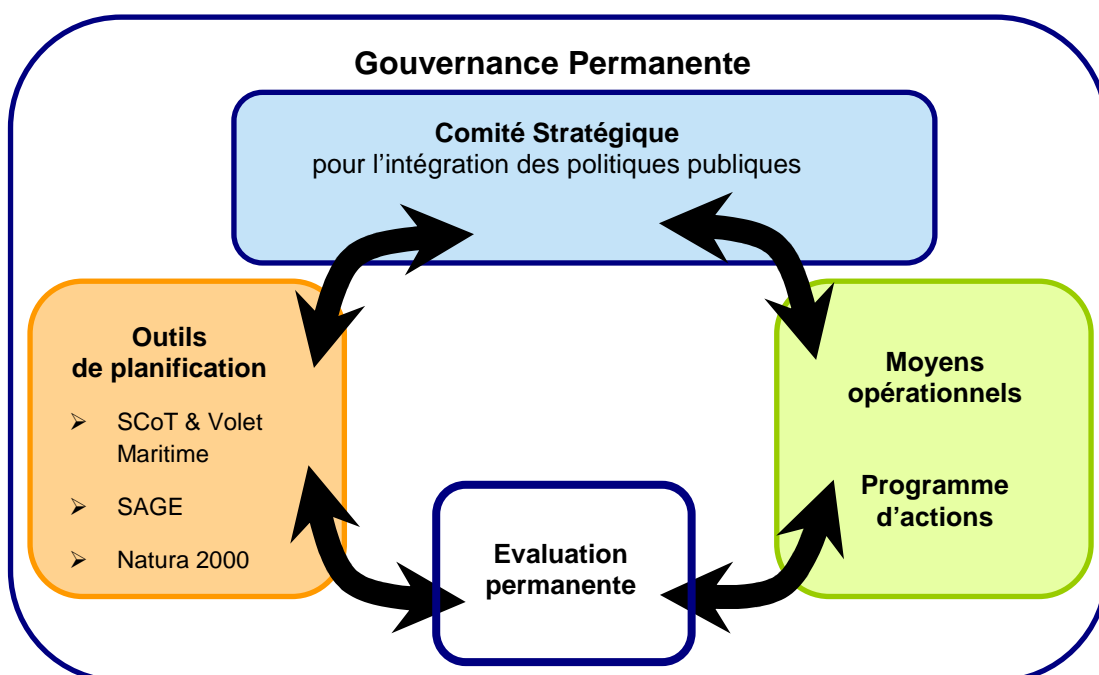 Gouvernance Permanente
Comité Stratégique
pour l'intégration des politiques publiques
Outils
de planification
➢ SCoT & Volet
Maritime
➢ SAGE
➢ Natura 2000
Moyens
opérationnels
Programme
d'actions
Evaluation
permanente